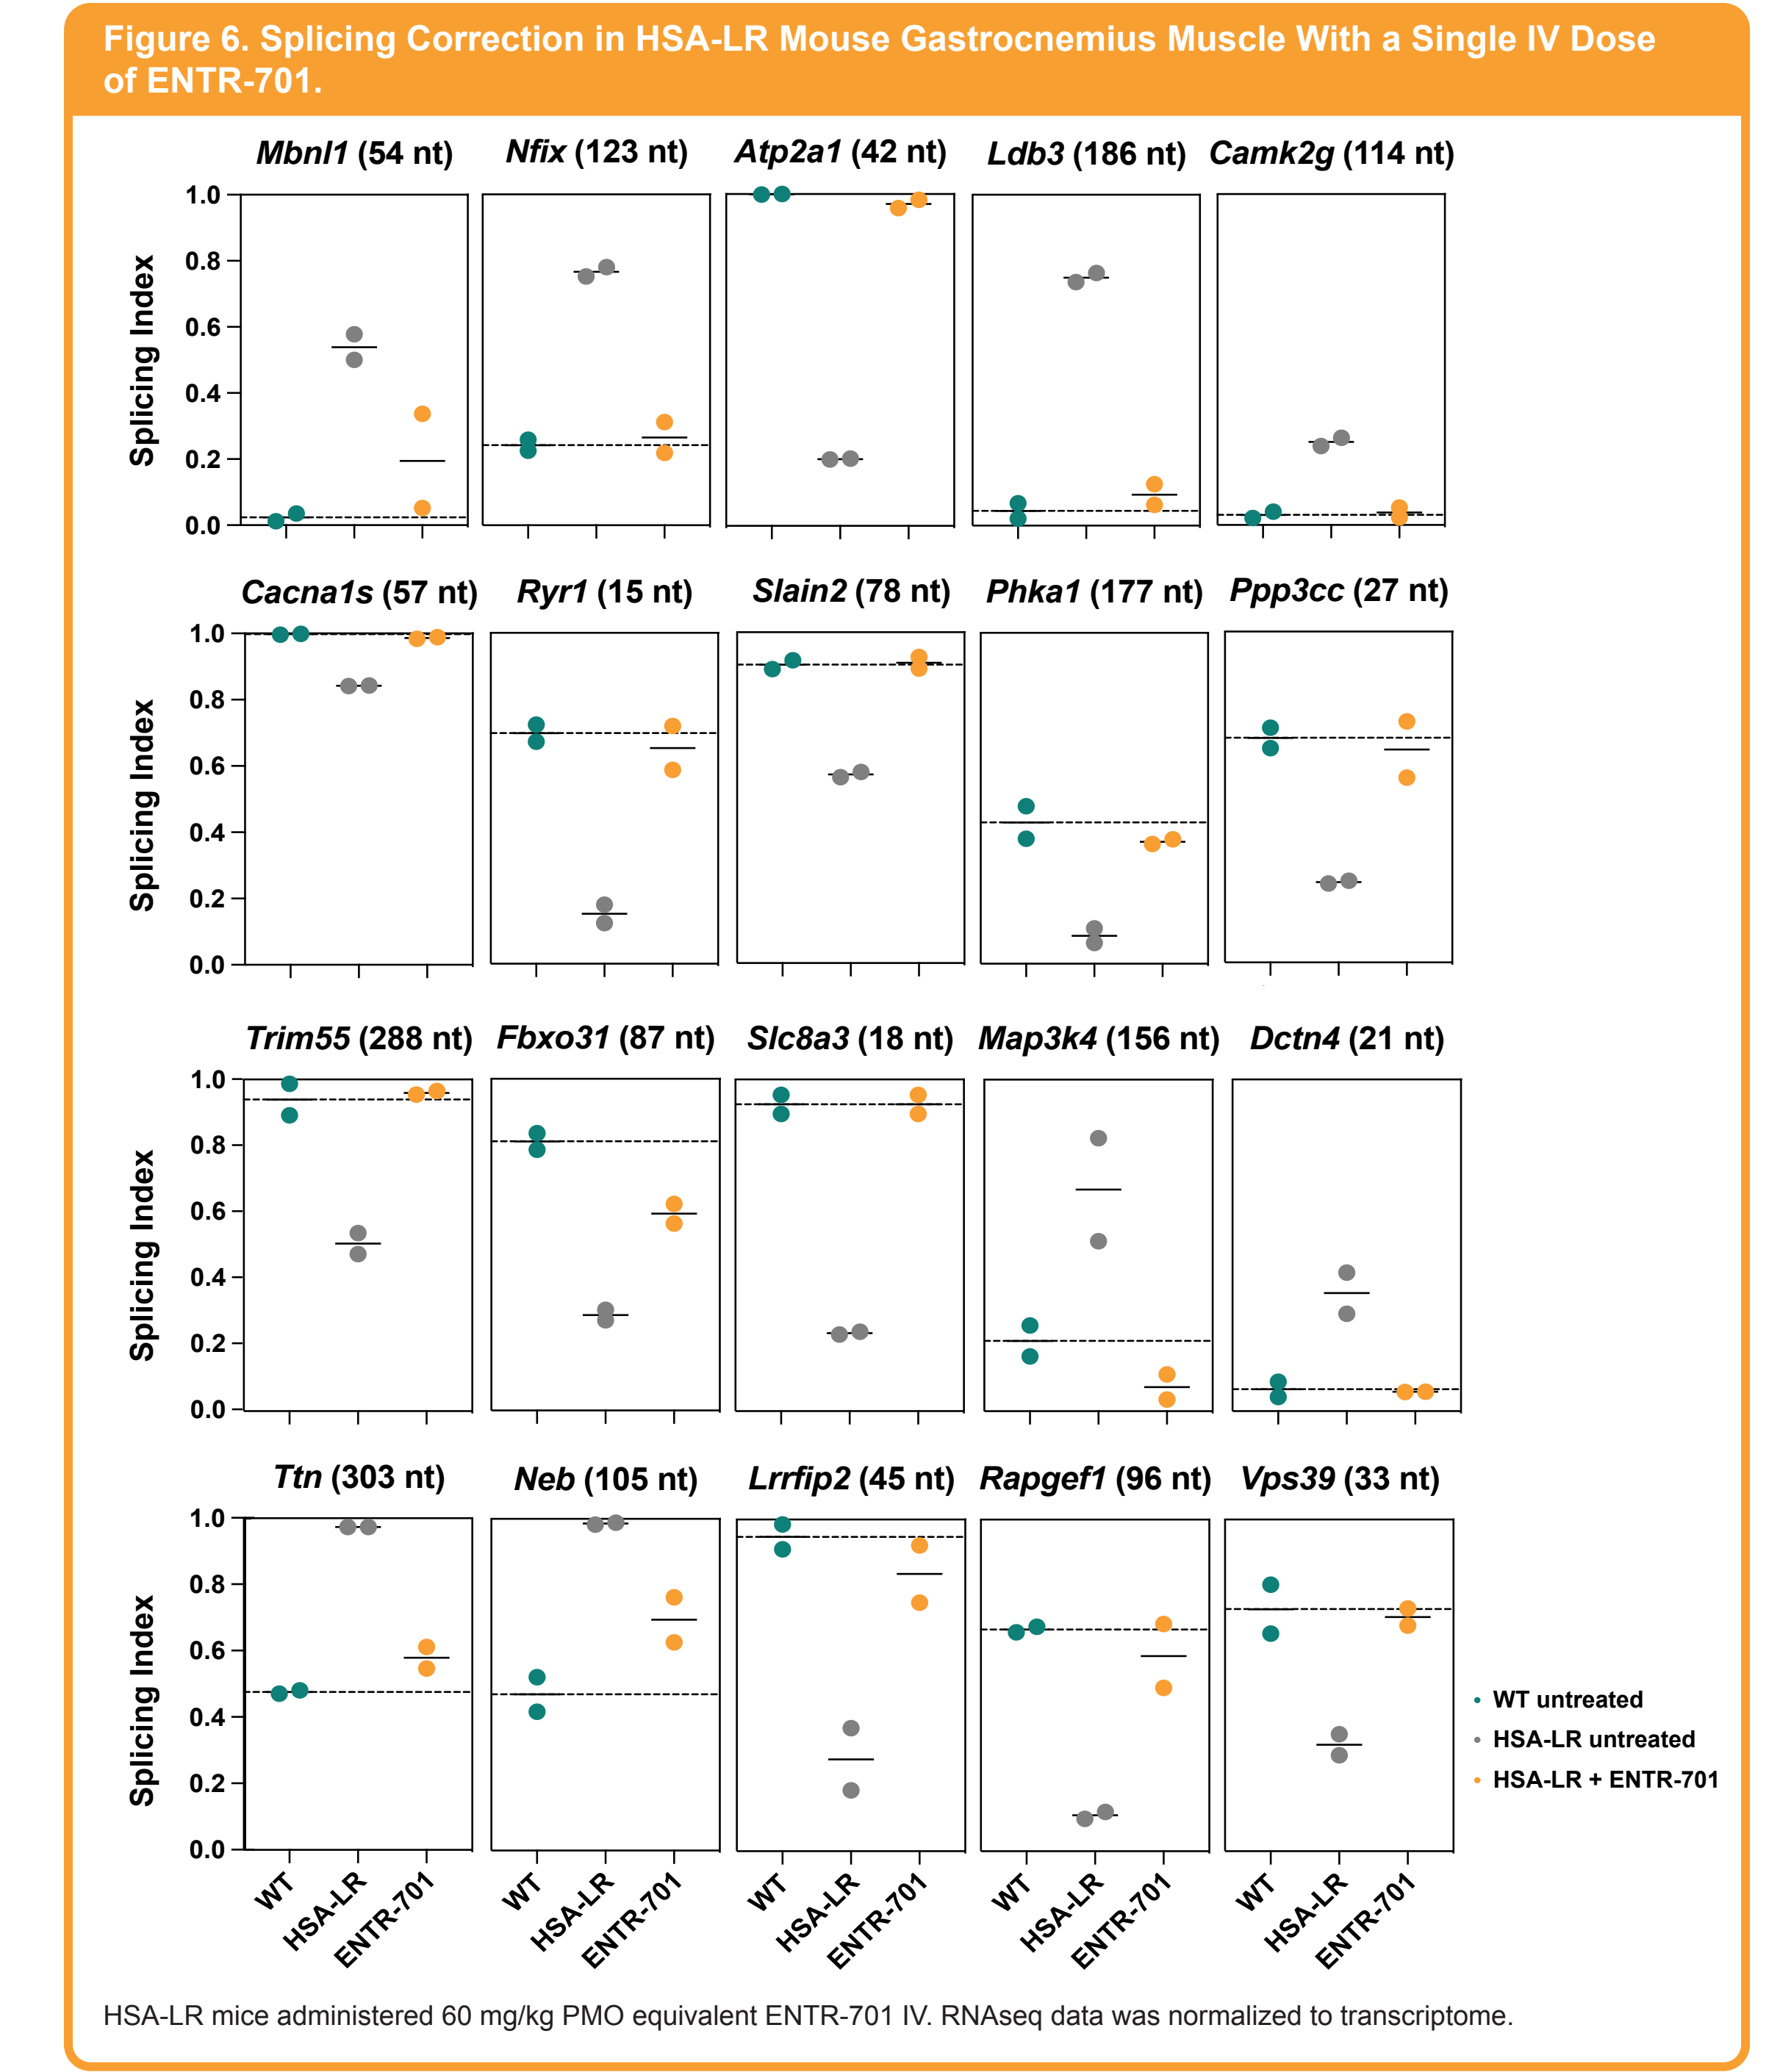 Figure 6. Splicing Correction in HSA-LR Mouse Gastrocnemius Muscle With a Single IV Dose
of ENTR-701.
Mbnl1 (54 nt) Nfix (123 nt) Atp2a1 (42 nt) Ldb3 (186 nt) Camk2g (114 nt)
Splicing Index
1.0
0.8
0.6
0.4
0.2
0.0
Cacna1s (57 nt) Ryr1 (15 nt) Slain2 (78 nt) Phka1 (177 nt) Ppp3cc (27 nt)
Splicing Index
1.0
0.8
0.6
0.4
0.2
0.0
Trim55 (288 nt) Fbxo31 (87 nt) Slc8a3 (18 nt) Map3k4 (156 nt) Dctn4 (21 nt)
Splicing Index
1.0
0.8
0.6
0.4
0.2
0.0
Ttn (303 nt) Neb (105 nt) Lrrfip2 (45 nt) Rapgef1 (96 nt) Vps39 (33 nt)
Splicing Index
1.0
0.8
0.6
0.4
0.2
0.0
WT untreated
HSA-LR untreated
HSA-LR + ENTR-701
WT HSA-LR ENTR-701 WT HSA-LR ENTR-701 WT HSA-LR ENTR-701 WT HSA-LR ENTR-701 WT HSA-LR ENTR-701
HSA-LR mice administered 60 mg/kg PMO equivalent ENTR-701 IV. RNAseq data was normalized to transcriptome.